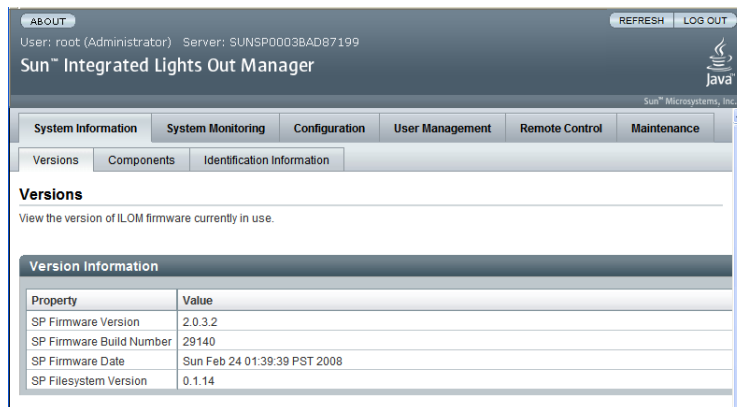 ABOUT REFRESH LOG OUT
User: root (Administrator) Server: SUNSP0003BAD87199
Sun™ Integrated Lights Out Manager
Java™
Sun™ Microsystems, Inc.
System Information System Monitoring Configuration User Management Remote Control Maintenance
Versions Components Identification Information
Versions
View the version of ILOM firmware currently in use.
Version Information
Property Value
SP Firmware Version 2.0.3.2
SP Firmware Build Number 29140
SP Firmware Date Sun Feb 24 01:39:39 PST 2008
SP Filesystem Version 0.1.14